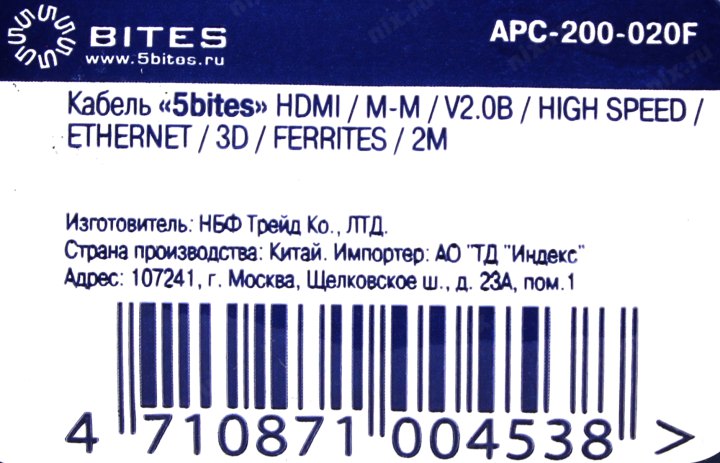 BITES
www.5bites.ru
APC-200-020F
Кабель «5bites» HDMI / M-M / V2.0B / HIGH SPEED /
ETHERNET / 3D / FERRITES / 2M
Изготовитель: НБФ Трейд Ко., ЛТД.
Страна производства: Китай. Импортер: АО "ТД "Индекс"
Адрес: 107241, г. Москва, Щелковское ш., д. 23А, пом.1
4 710871 004538 >